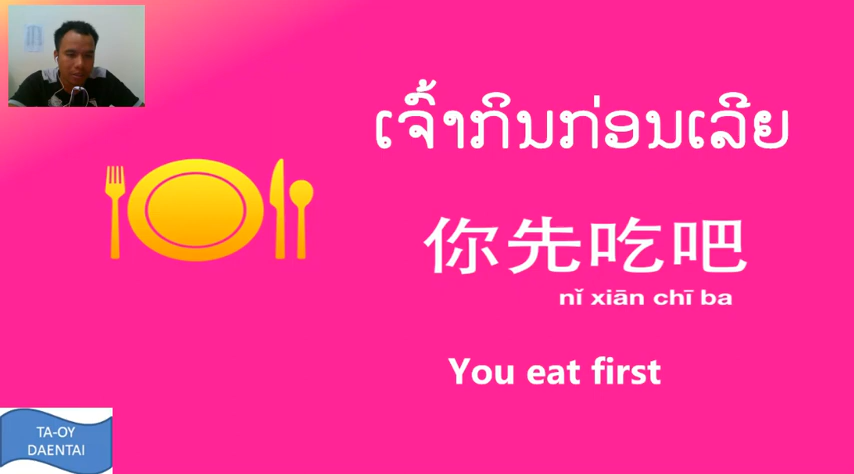 ເຈົ້າກິນກ່ອນເລີຍ
你先吃吧
nǐ xiān chī ba
You eat first
TA-OY
DAENTAI